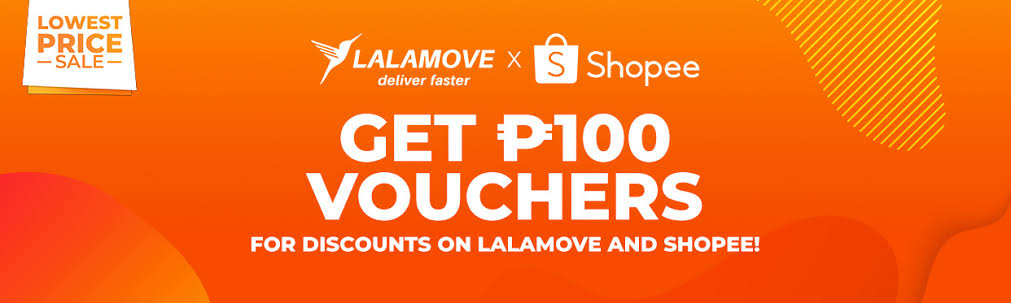 LOWEST
PRICE
SALE
LALAMOVE X Shopee
deliver faster
GET ₱100
VOUCHERS
FOR DISCOUNTS ON LALAMOVE AND SHOPEE!